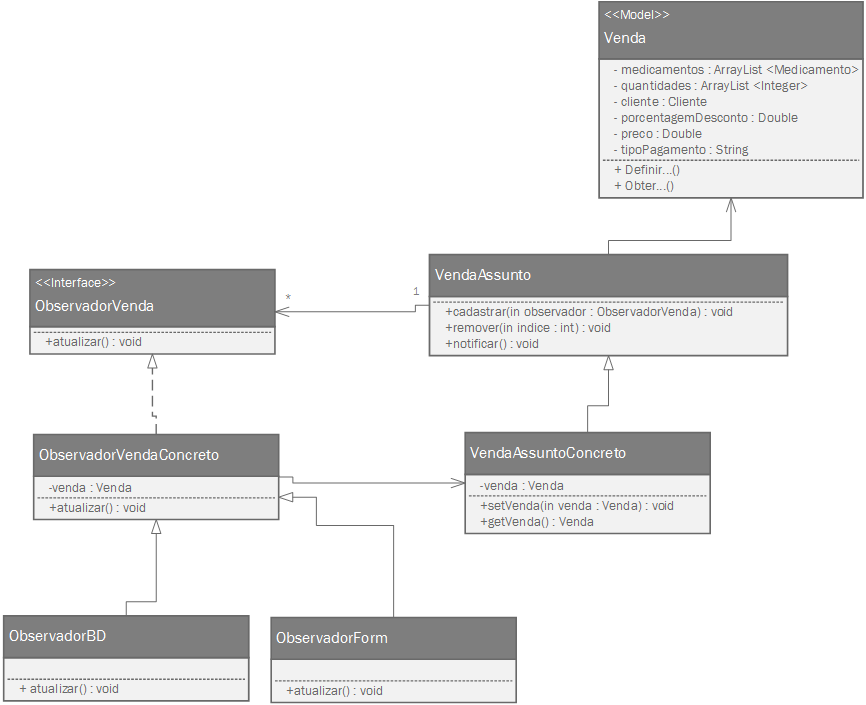 <<Model>>
Venda
- medicamentos : ArrayList <Medicamento>
- quantidades : ArrayList <Integer>
- cliente : Cliente
- porcentagemDesconto : Double
- preco : Double
- tipoPagamento : String
+ Definir...()
+ Obter...()
<<Interface>>
ObservadorVenda
+atualizar() : void
*
1
VendaAssunto
+cadastrar(in observador : ObservadorVenda) : void
+remover(in indice : int) : void
+notificar() : void
ObservadorVendaConcreto
-venda : Venda
+atualizar() : void
VendaAssuntoConcreto
-venda : Venda
+setVenda(in venda : Venda) : void
+getVenda() : Venda
ObservadorBD
+ atualizar() : void
ObservadorForm
+atualizar() : void